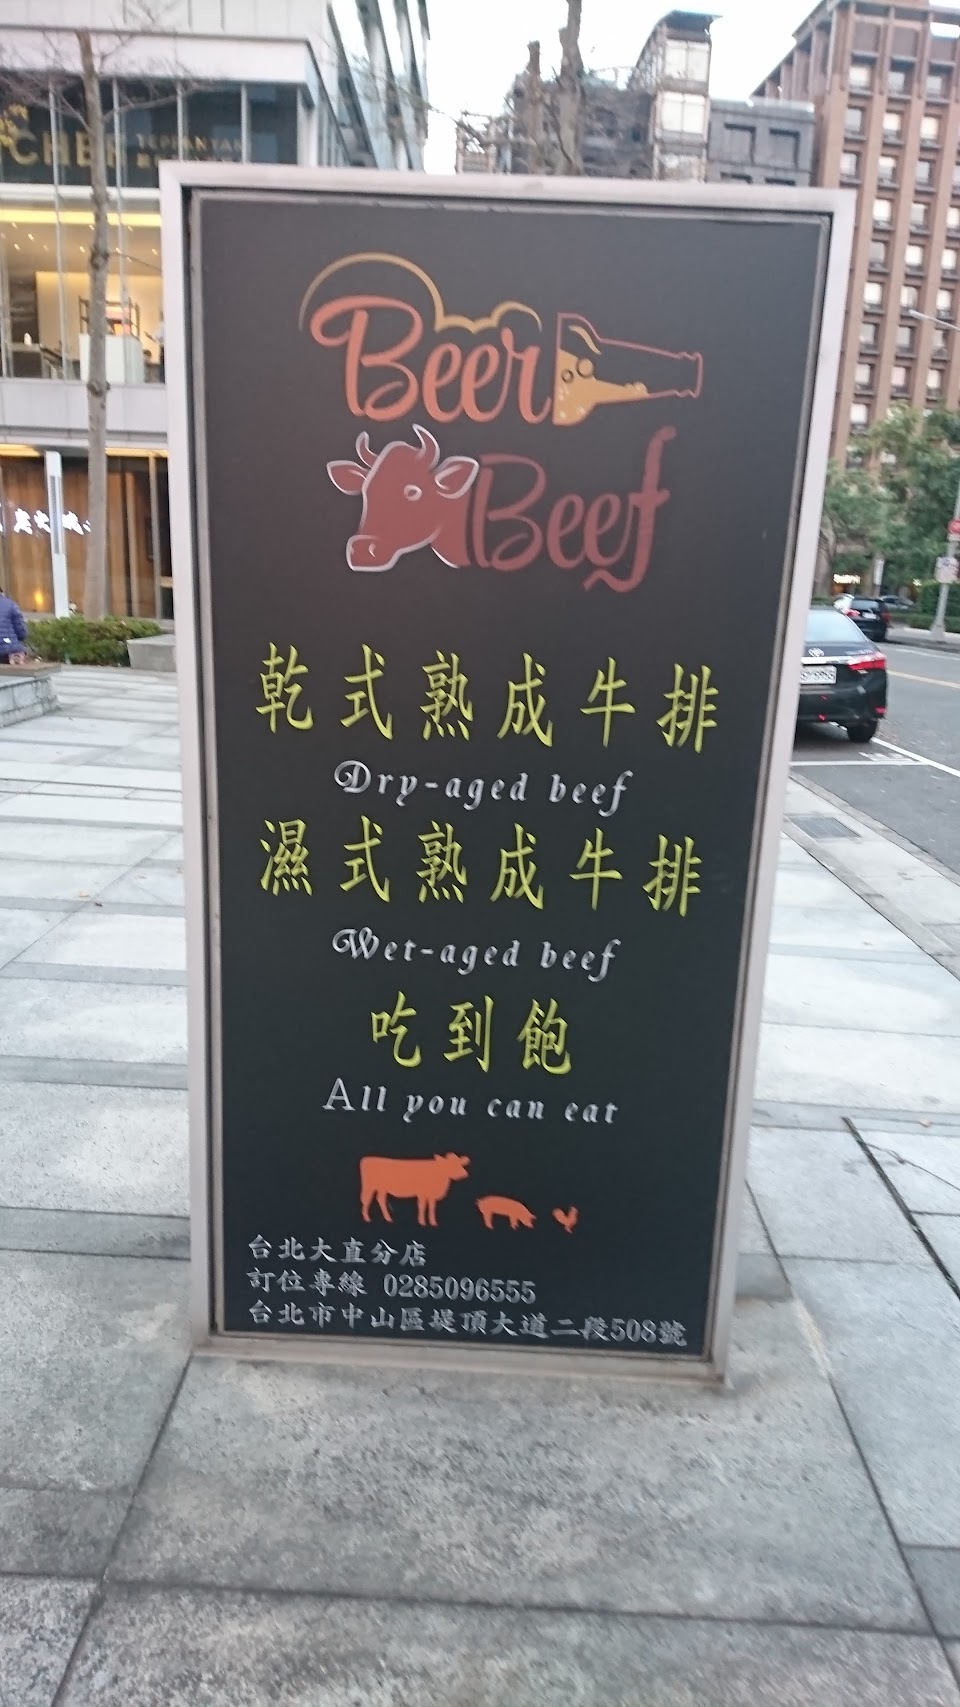 CHEF
TEPPANYAKI
Beer
Beef
乾式熟成牛排
Dry-aged beef
濕式熟成牛排
Wet-aged beef
吃到飽
All you can eat
台北大直分店
訂位專線 0285096555
台北市中山區堤頂大道二段508號